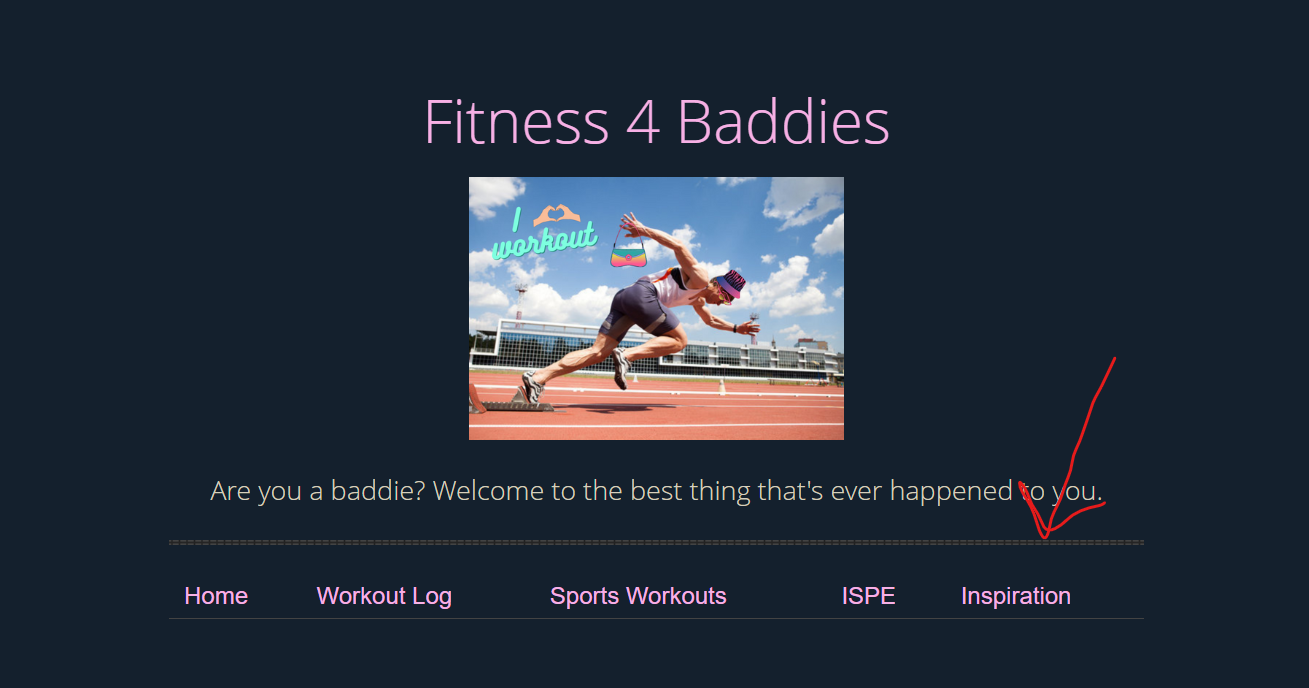 Fitness 4 Baddies
I
workout
Are you a baddie? Welcome to the best thing that's ever happened to you.
Home Workout Log Sports Workouts ISPE Inspiration